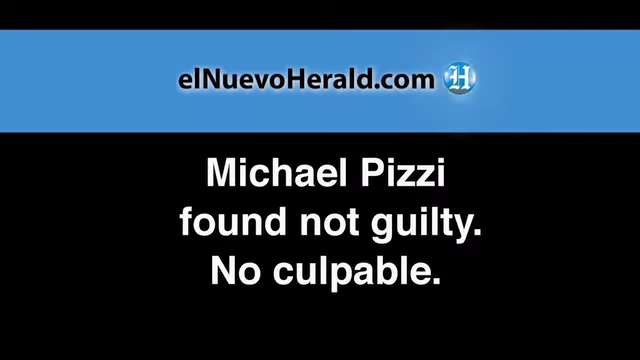 elNuevoHerald.com H
Michael Pizzi
found not guilty.
No culpable.